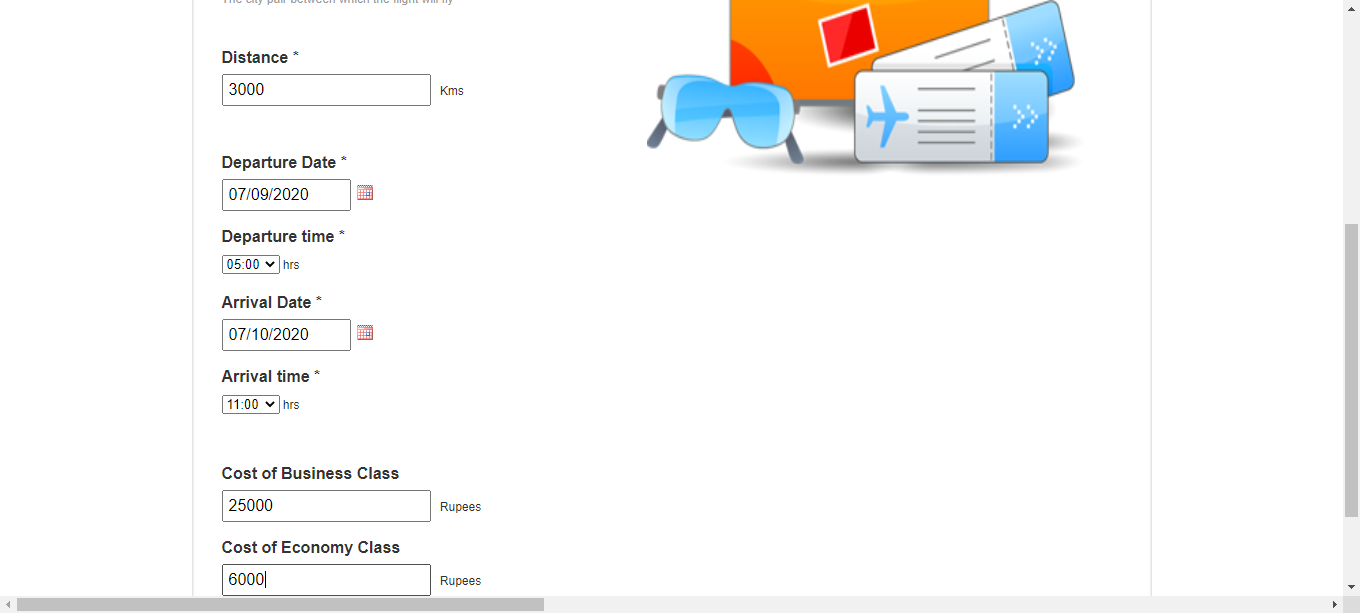 The city pair between which the flight will fly
Distance *
3000 Kms
Departure Date *
07/09/2020
Departure time *
05:00 hrs
Arrival Date *
07/10/2020
Arrival time *
11:00 hrs
Cost of Business Class
25000 Rupees
Cost of Economy Class
6000 Rupees